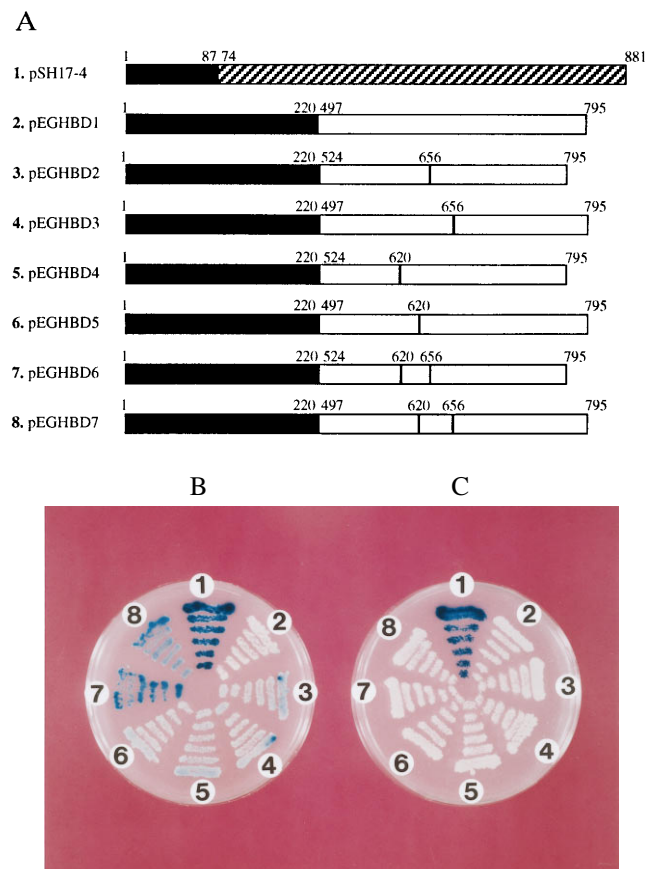 A
1 87 74 881
1. pSH17-4
1 220 497 795
2. pEGHBD1
1 220 524 656 795
3. pEGHBD2
1 220 497 656 795
4. pEGHBD3
1 220 524 620 795
5. pEGHBD4
1 220 497 620 795
6. pEGHBD5
1 220 524 620 656 795
7. pEGHBD6
1 220 497 620 656 795
8. pEGHBD7
B C
1 2 3 4 5 6 7 8
1 2 3 4 5 6 7 8